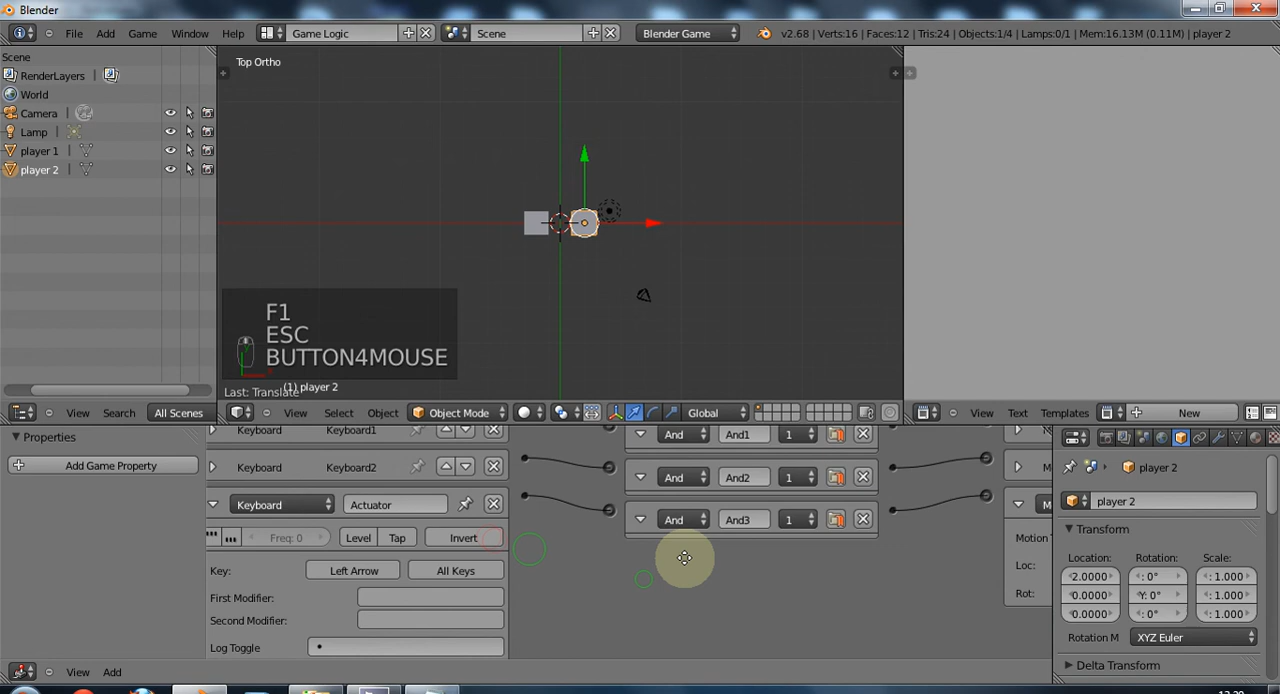 Blender
File Add Game Window Help Game Logic Scene Blender Game v2.68 | Verts:16 | Faces:12 | Tris:24 | Objects:1/4 | Lamps:0/1 | Mem:16.13M (0.11M) | player 2
Scene
RenderLayers |
World
Camera |
Lamp |
player 1 |
player 2 |
Top Ortho
F1
ESC
BUTTON4MOUSE
(1) player 2
Last: Translate
View Search All Scenes
View Select Object Object Mode Global
View Text Templates New
Properties
Add Game Property
Keyboard Keyboard1
Keyboard Keyboard2
Keyboard Actuator
Freq: 0 Level Tap Invert
Key: Left Arrow All Keys
First Modifier:
Second Modifier:
Log Toggle
And And1 1
And And2 1
And And3 1
M
Motion
Loc:
Rot:
player 2
player 2
Transform
Location: Rotation: Scale:
2.0000 : 0° : 1.000
0.0000 Y: 0° : 1.000
0.0000 : 0° : 1.000
Rotation M XYZ Euler
Delta Transform
View Add